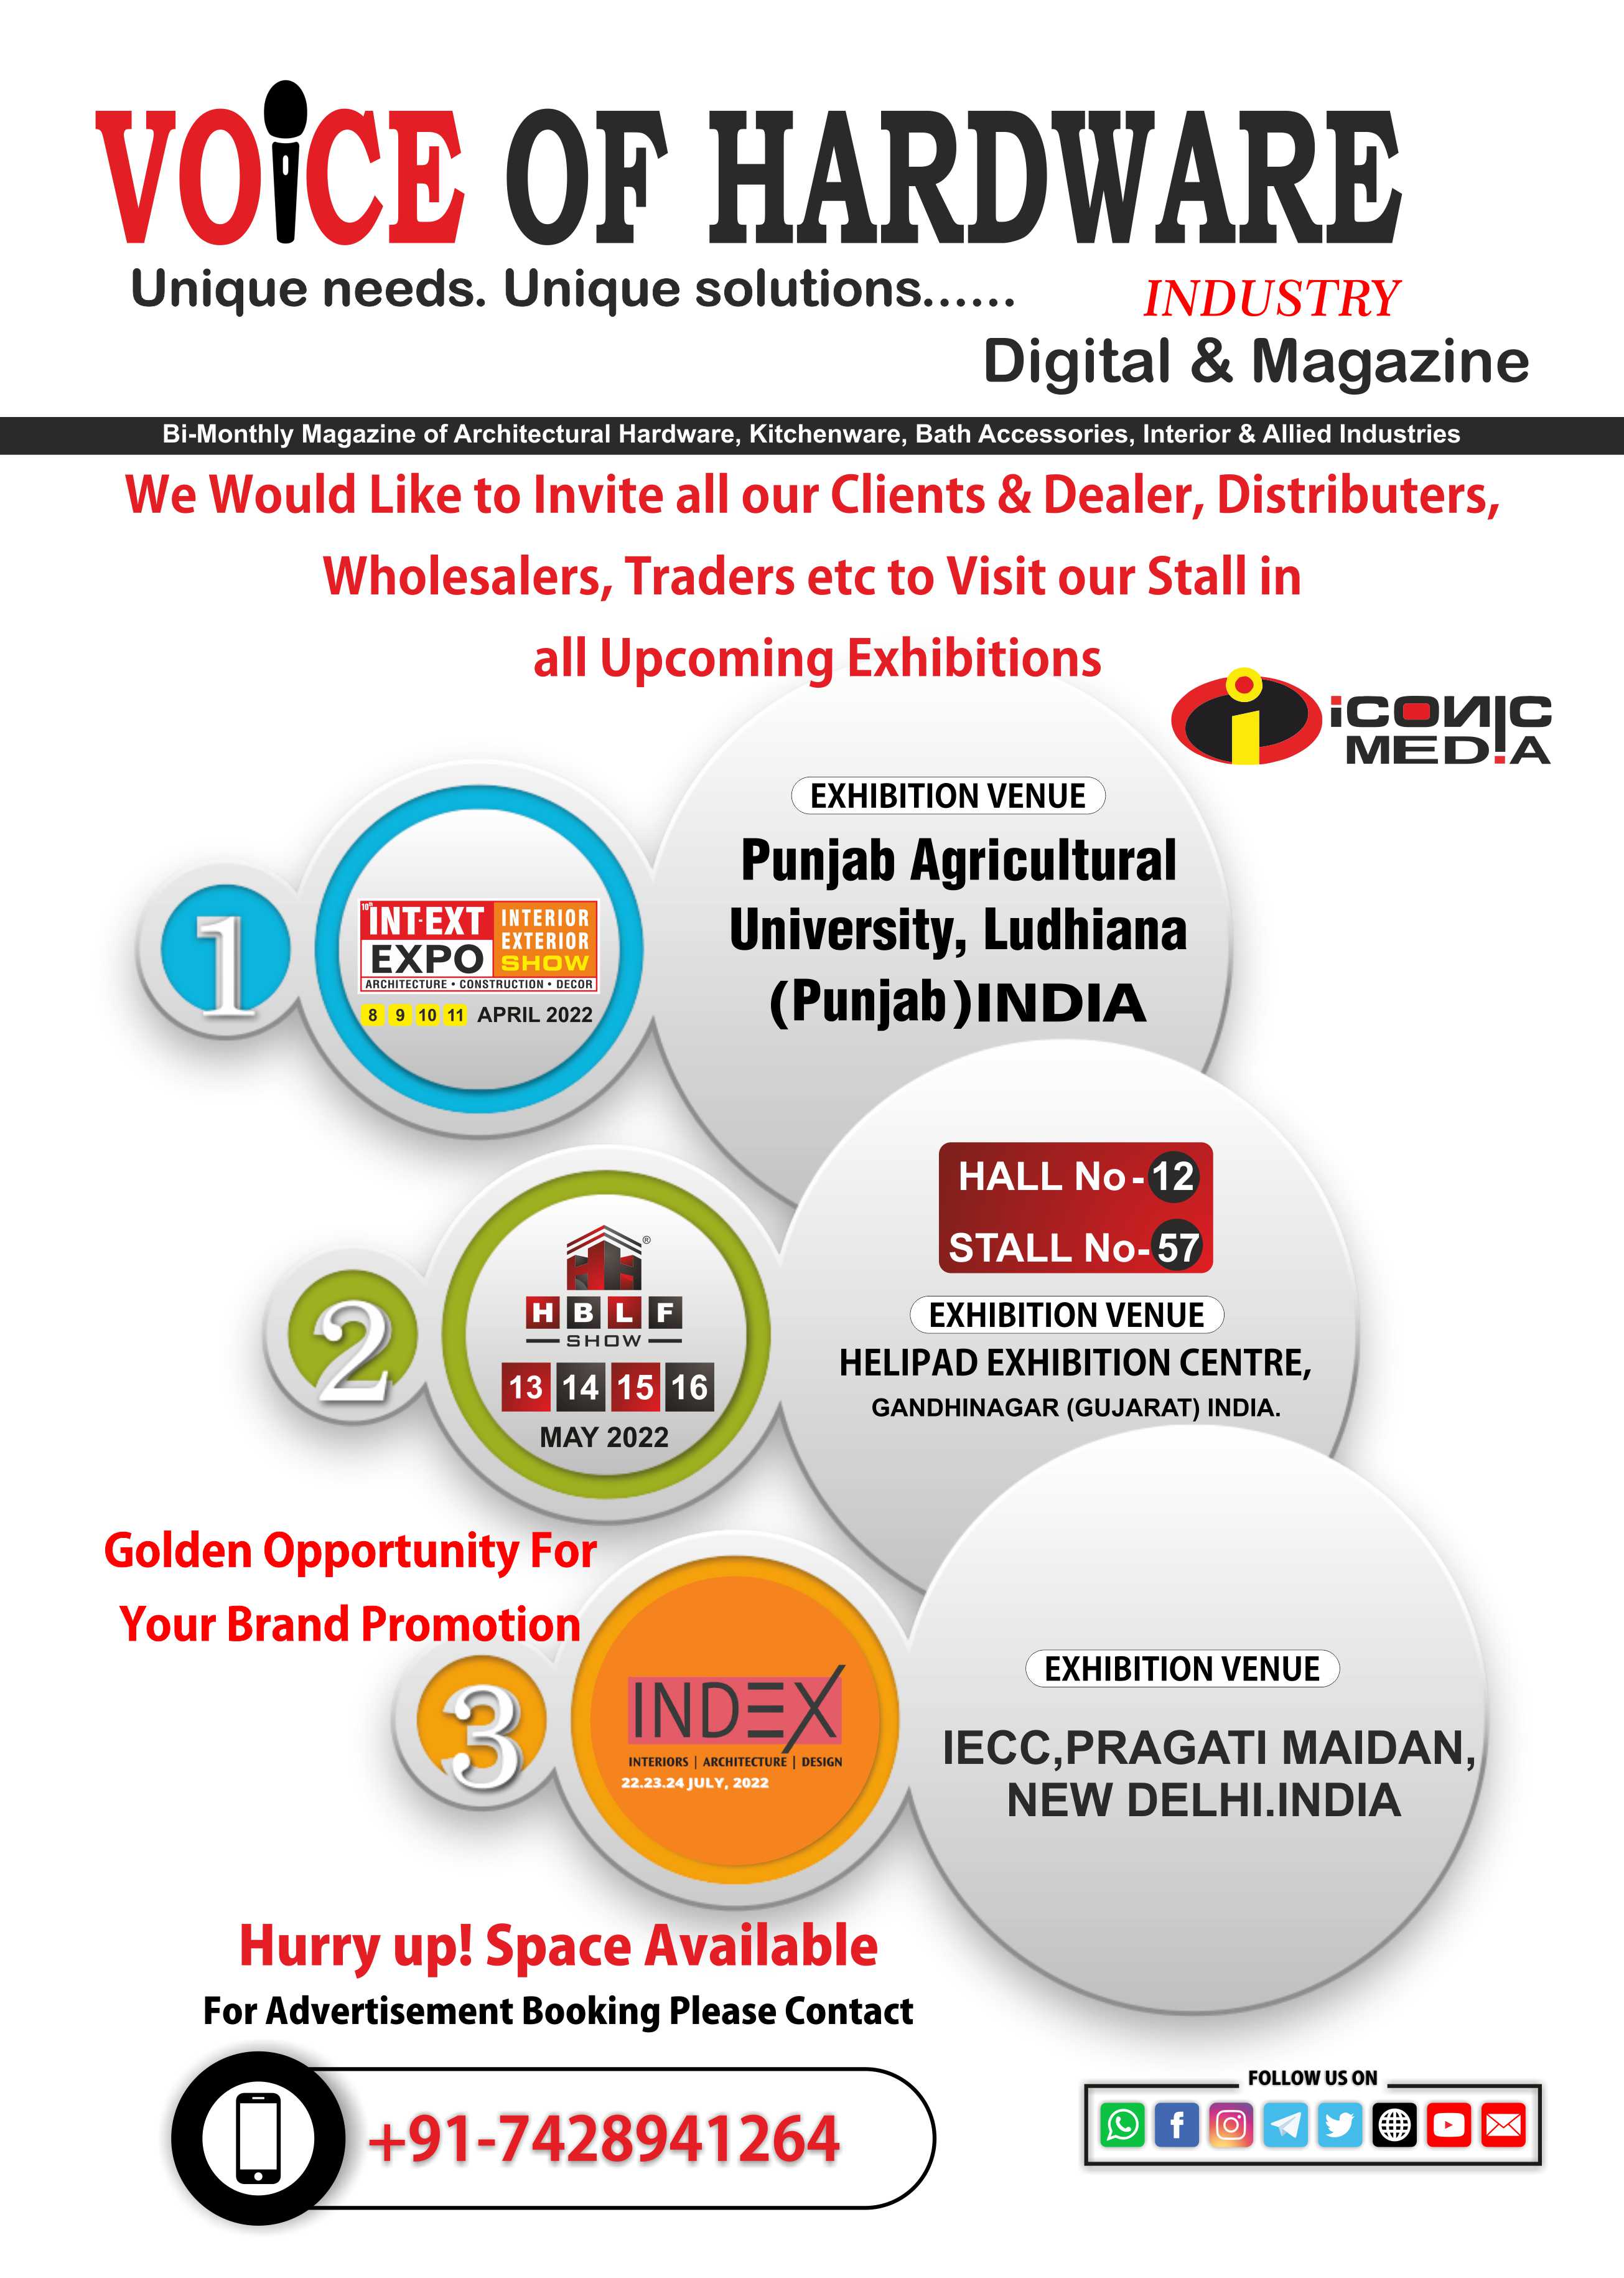 VOICE OF HARDWARE
Unique needs. Unique solutions......
INDUSTRY
Digital & Magazine
Bi-Monthly Magazine of Architectural Hardware, Kitchenware, Bath Accessories, Interior & Allied Industries
We Would Like to Invite all our Clients & Dealer, Distributers,
Wholesalers, Traders etc to Visit our Stall in
all Upcoming Exhibitions
iCONIC
MEDiA
1
10th
INT-EXT
EXPO
INTERIOR
EXTERIOR
SHOW
ARCHITECTURE • CONSTRUCTION • DECOR
8 9 10 11 APRIL 2022
EXHIBITION VENUE
Punjab Agricultural
University, Ludhiana
(Punjab)INDIA
2
®
HBLF
SHOW
13 14 15 16
MAY 2022
HALL No-12
STALL No-57
EXHIBITION VENUE
HELIPAD EXHIBITION CENTRE,
GANDHINAGAR (GUJARAT) INDIA.
Golden Opportunity For
Your Brand Promotion
3
INDEX
INTERIORS | ARCHITECTURE | DESIGN
22.23.24 JULY, 2022
EXHIBITION VENUE
IECC,PRAGATI MAIDAN,
NEW DELHI.INDIA
Hurry up! Space Available
For Advertisement Booking Please Contact
+91-7428941264
FOLLOW US ON